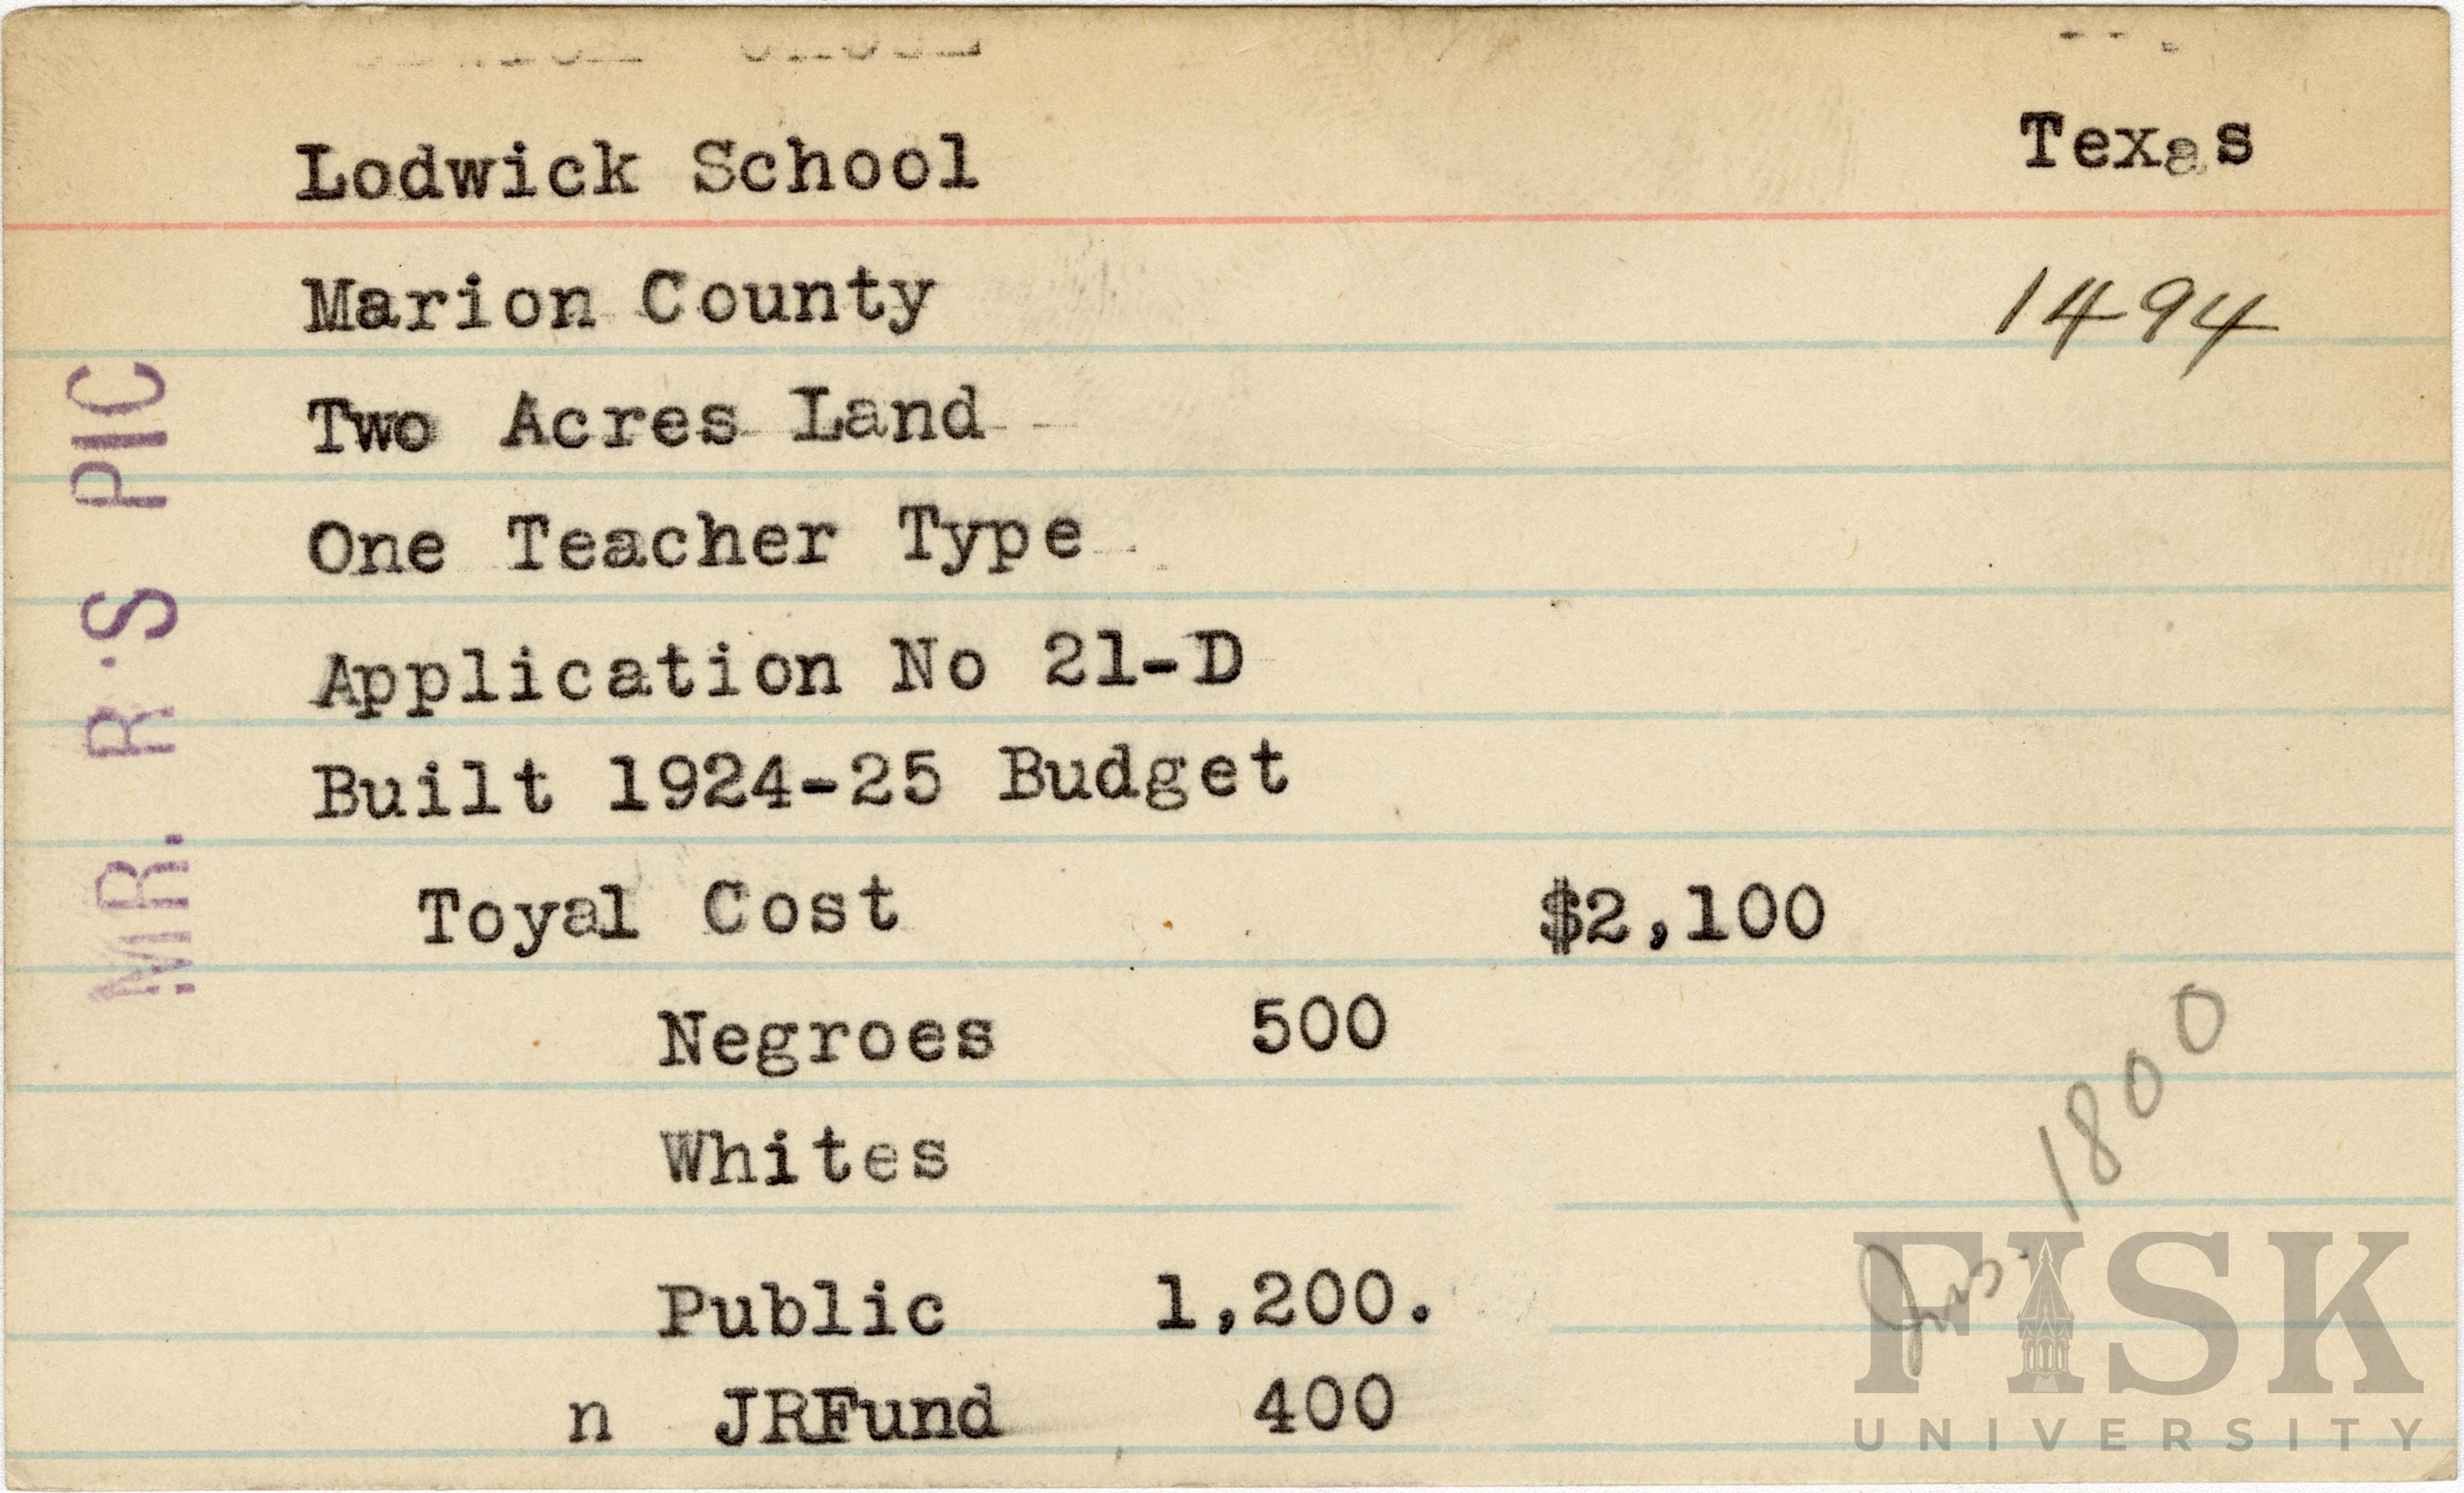 Lodwick School Texas
Marion County 1494
Two Acres Land
One Teacher Type
Application No 21-D
Built 1924-25 Budget
Toyal Cost $2,100
Negroes 500
Whites
Public 1,200.
n JRFund 400
MR. R·S PIC
Ins. 1800
FISK
UNIVERSITY